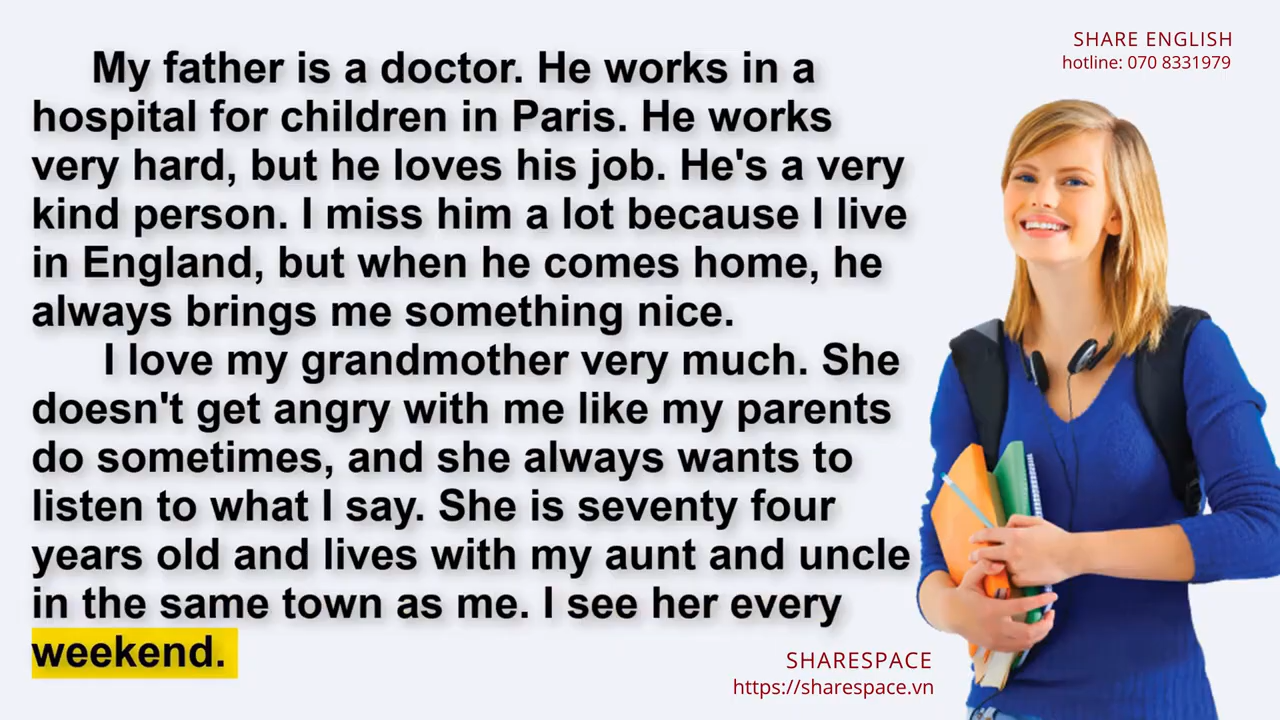 SHARE ENGLISH
hotline: 070 8331979
My father is a doctor. He works in a
hospital for children in Paris. He works
very hard, but he loves his job. He's a very
kind person. I miss him a lot because I live
in England, but when he comes home, he
always brings me something nice.
I love my grandmother very much. She
doesn't get angry with me like my parents
do sometimes, and she always wants to
listen to what I say. She is seventy four
years old and lives with my aunt and uncle
in the same town as me. I see her every
weekend.
SHARESPACE
https://sharespace.vn